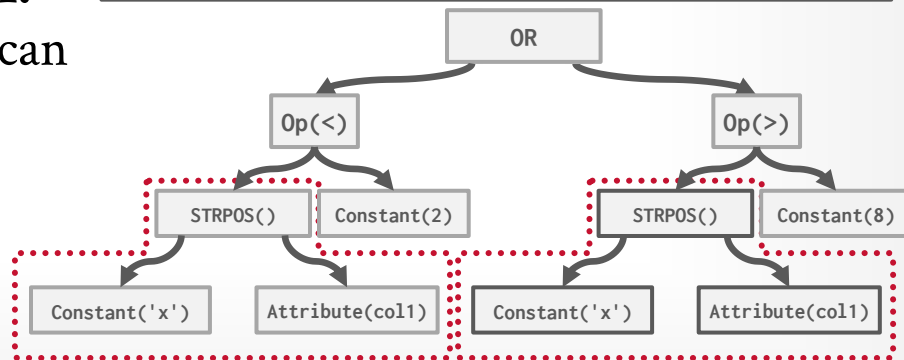 can
OR
Op(<)
Op(>)
STRPOS()
Constant(2)
STRPOS()
Constant(8)
Constant('x')
Attribute(col1)
Constant('x')
Attribute(col1)